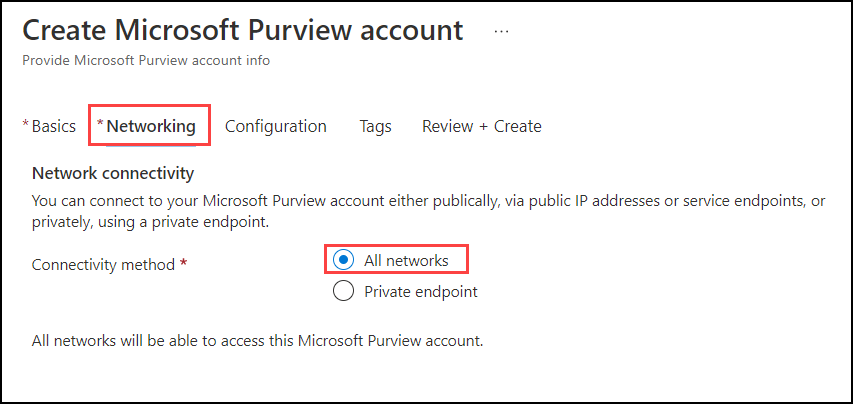 Create Microsoft Purview account ...
Provide Microsoft Purview account info
* Basics * Networking Configuration Tags Review + Create
Network connectivity
You can connect to your Microsoft Purview account either publically, via public IP addresses or service endpoints, or
privately, using a private endpoint.
Connectivity method * All networks
Private endpoint
All networks will be able to access this Microsoft Purview account.